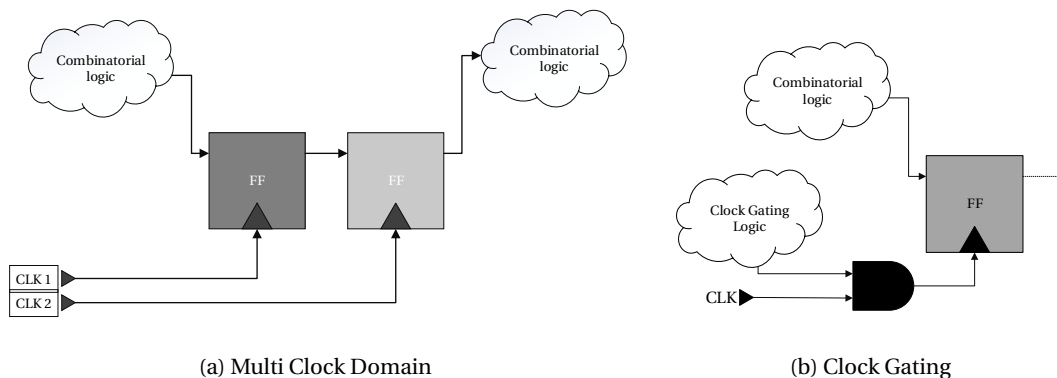 Combinatorial
logic
Combinatorial
logic
FF
FF
CLK 1
CLK 2
(a) Multi Clock Domain
Combinatorial
logic
Clock Gating
Logic
FF
CLK
(b) Clock Gating